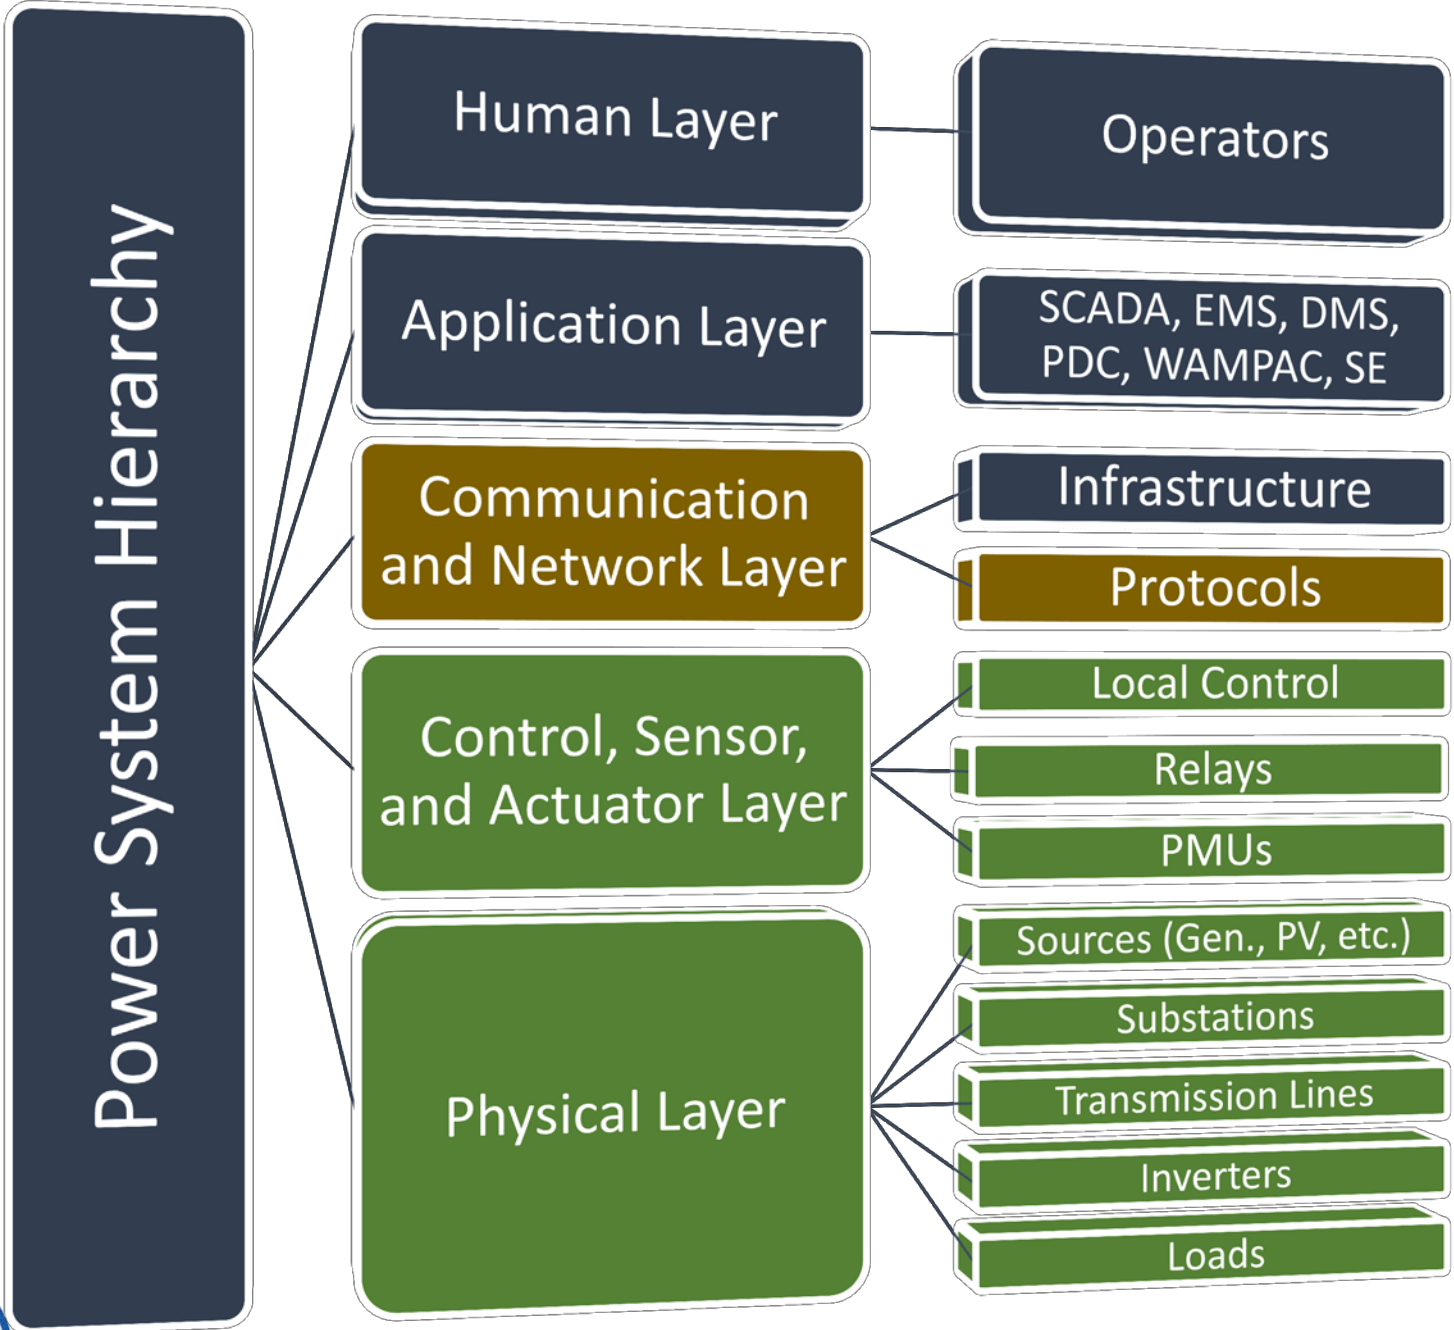 Power System Hierarchy
Human Layer
Operators
Application Layer
SCADA, EMS, DMS,
PDC, WAMPAC, SE
Communication
and Network Layer
Infrastructure
Protocols
Control, Sensor,
and Actuator Layer
Local Control
Relays
PMUs
Physical Layer
Sources (Gen., PV, etc.)
Substations
Transmission Lines
Inverters
Loads